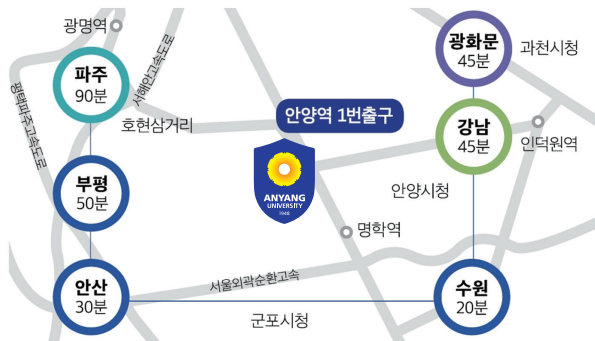 광명역
파주
90분
서해안고속도로
평택파주고속도로
호현삼거리
안양역 1번출구
광화문
45분
과천시청
강남
45분
인덕원역
부평
50분
ANYANG
UNIVERSITY
1948
안양시청
명학역
안산
30분
서울외곽순환고속
군포시청
수원
20분